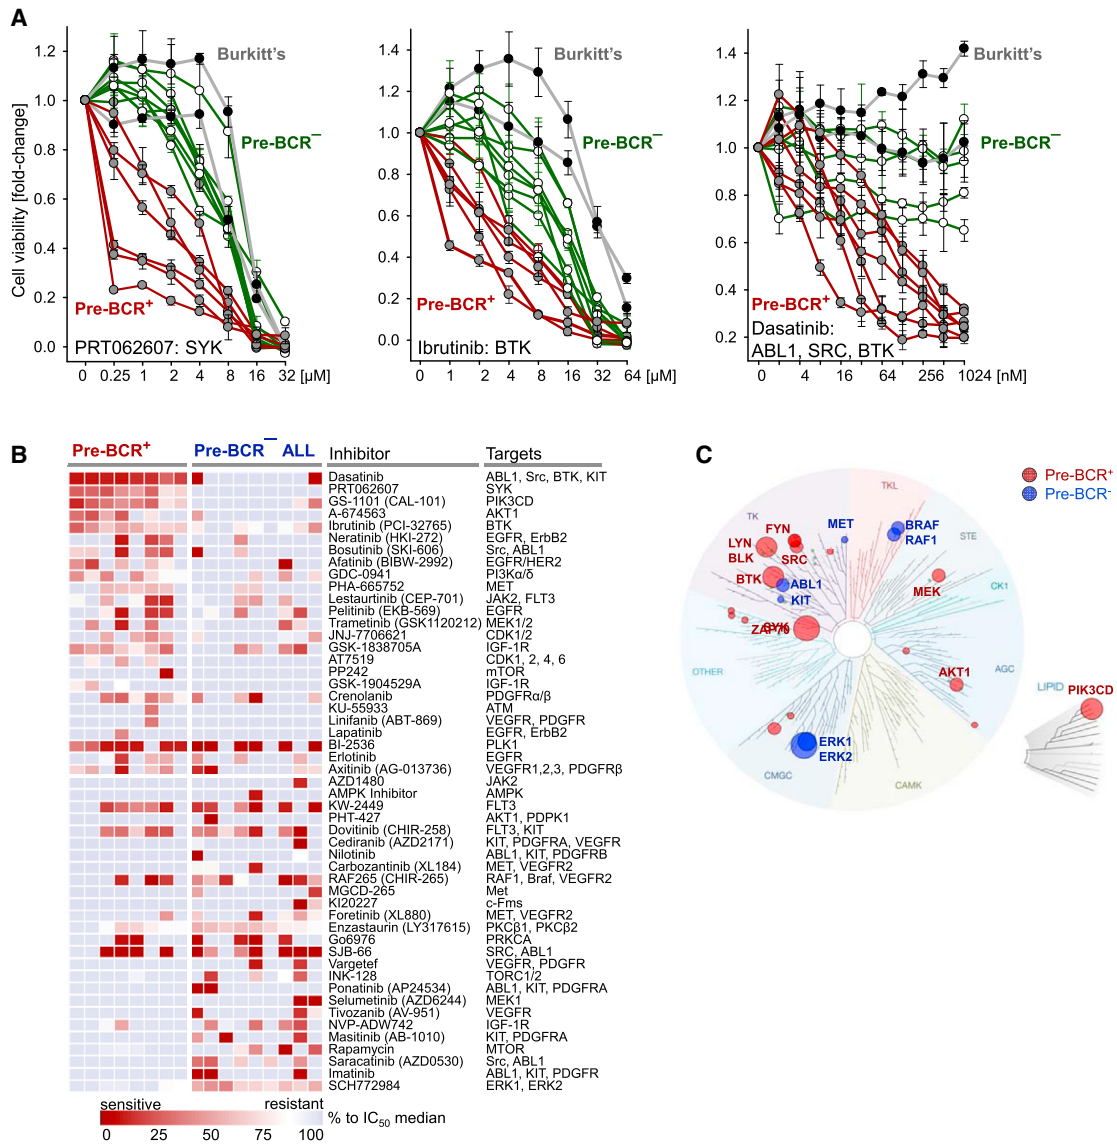 A
Cell viability [fold-change]
1.2
1.0
0.8
0.6
0.4
0.2
0.0
Burkitt's
Pre-BCR−
Pre-BCR+
PRT062607: SYK
0 0.25 1 2 4 8 16 32 [µM]
1.4
1.2
1.0
0.8
0.6
0.4
0.2
0.0
Burkitt's
Pre-BCR−
Pre-BCR+
Ibrutinib: BTK
0 1 2 4 8 16 32 64 [µM]
1.4
1.2
1.0
0.8
0.6
0.4
0.2
Burkitt's
Pre-BCR−
Pre-BCR+
Dasatinib:
ABL1, SRC, BTK
0 4 16 64 256 1024 [nM]
B
Pre-BCR+ Pre-BCR− ALL Inhibitor Targets
Dasatinib ABL1, Src, BTK, KIT
PRT062607 SYK
GS-1101 (CAL-101) PIK3CD
A-674563 AKT1
Ibrutinib (PCI-32765) BTK
Neratinib (HKI-272) EGFR, ErbB2
Bosutinib (SKI-606) Src, ABL1
Afatinib (BIBW-2992) EGFR/HER2
GDC-0941 PI3Kα/δ
PHA-665752 MET
Lestaurtinib (CEP-701) JAK2, FLT3
Pelitinib (EKB-569) EGFR
Trametinib (GSK1120212) MEK1/2
JNJ-7706621 CDK1/2
GSK-1838705A IGF-1R
AT7519 CDK1, 2, 4, 6
PP242 mTOR
GSK-1904529A IGF-1R
Crenolanib PDGFRα/β
KU-55933 ATM
Linifanib (ABT-869) VEGFR, PDGFR
Lapatinib EGFR, ErbB2
BI-2536 PLK1
Erlotinib EGFR
Axitinib (AG-013736) VEGFR1,2,3, PDGFRβ
AZD1480 JAK2
AMPK Inhibitor AMPK
KW-2449 FLT3
PHT-427 AKT1, PDPK1
Dovitinib (CHIR-258) FLT3, KIT
Cediranib (AZD2171) KIT, PDGFRA, VEGFR
Nilotinib ABL1, KIT, PDGFRB
Carbozantinib (XL184) MET, VEGFR2
RAF265 (CHIR-265) RAF1, Braf, VEGFR2
MGCD-265 Met
KI20227 c-Fms
Foretinib (XL880) MET, VEGFR2
Enzastaurin (LY317615) PKCβ1, PKCβ2
Go6976 PRKCA
SJB-66 SRC, ABL1
Vargetef VEGFR, PDGFR
INK-128 TORC1/2
Ponatinib (AP24534) ABL1, KIT, PDGFRA
Selumetinib (AZD6244) MEK1
Tivozanib (AV-951) VEGFR
NVP-ADW742 IGF-1R
Masitinib (AB-1010) KIT, PDGFRA
Rapamycin MTOR
Saracatinib (AZD0530) Src, ABL1
Imatinib ABL1, KIT, PDGFR
SCH772984 ERK1, ERK2
sensitive resistant
% to IC50 median
0 25 50 75 100
C
Pre-BCR+
Pre-BCR-
TKL
TK
FYN
MET
BRAF
RAF1
STE
LYN
BLK
SRC
BTK
ABL1
KIT
MEK
CK1
ZAP70
SYK
OTHER
AKT1
AGC
LIPID
PIK3CD
ERK1
ERK2
CMGC
CAMK